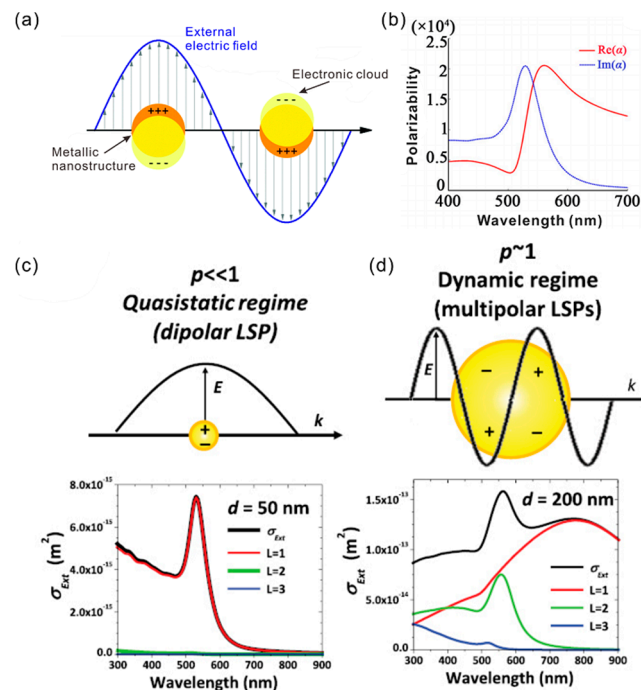 (a)
External
electric field
Electronic cloud
- - -
+++
Metallic
nanostructure
- - -
+++
(b)
(×10⁴)
Re(α)
Im(α)
Polarizability
2.5
2
1.5
1
0.5
0
400 500 600 700
Wavelength (nm)
(c)
p<<1
Quasistatic regime
(dipolar LSP)
E
k
+
−
8.0x10⁻¹⁵
6.0x10⁻¹⁵
4.0x10⁻¹⁵
2.0x10⁻¹⁵
0.0
σExt (m²)
d = 50 nm
σExt
L=1
L=2
L=3
300 400 500 600 700 800 900
Wavelength (nm)
(d)
p~1
Dynamic regime
(multipolar LSPs)
E
k
− +
+ −
1.5x10⁻¹³
1.0x10⁻¹³
5.0x10⁻¹⁴
0.0
σExt (m²)
d = 200 nm
σExt
L=1
L=2
L=3
300 400 500 600 700 800 900
Wavelength (nm)